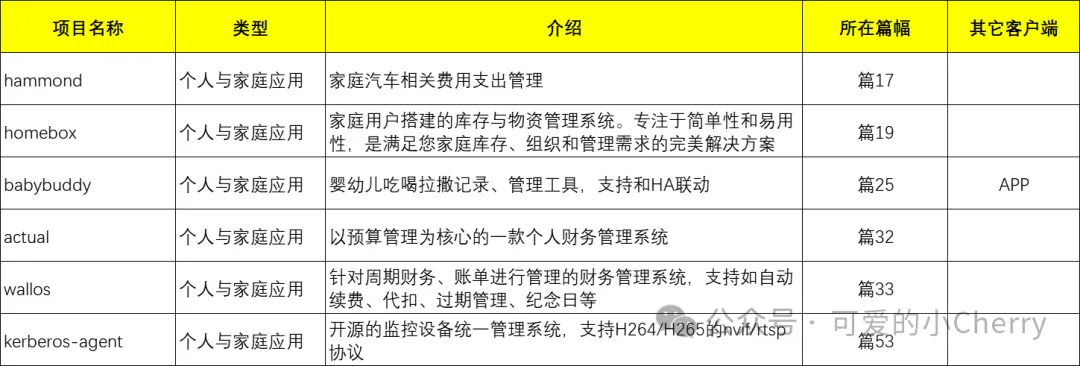 项目名称 类型 介绍 所在篇幅 其它客户端
hammond 个人与家庭应用 家庭汽车相关费用支出管理 篇17
homebox 个人与家庭应用 家庭用户搭建的库存与物资管理系统。专注于简单性和易用
性，是满足您家庭库存、组织和管理需求的完美解决方案 篇19
babybuddy 个人与家庭应用 婴幼儿吃喝拉撒记录、管理工具，支持和HA联动 篇25 APP
actual 个人与家庭应用 以预算管理为核心的一款个人财务管理系统 篇32
wallos 个人与家庭应用 针对周期财务、账单进行管理的财务管理系统，支持如自动
续费、代扣、过期管理、纪念日等 篇33
kerberos-agent 个人与家庭应用 开源的监控设备统一管理系统，支持H264/H265的nvif/rtsp
协议 篇53
公众号·可爱的小Cherry